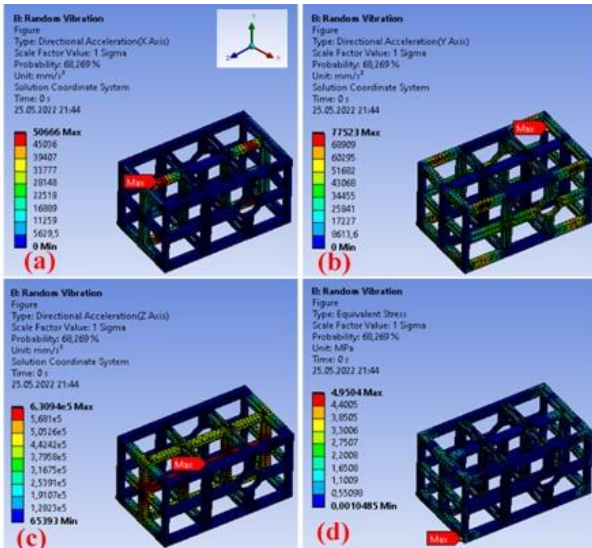 B: Random Vibration
Figure
Type: Directional Acceleration(X Axis)
Scale Factor Value: 1 Sigma
Probability: 68,269 %
Unit: mm/s²
Solution Coordinate System
Time: 0 s
25.05.2022 21:44
50666 Max
45036
39407
33777
28148
22518
16889
11259
5629,5
0 Min
Y
Z
X
Max
(a)
B: Random Vibration
Figure
Type: Directional Acceleration(Y Axis)
Scale Factor Value: 1 Sigma
Probability: 68,269 %
Unit: mm/s²
Solution Coordinate System
Time: 0 s
25.05.2022 21:44
77523 Max
68909
60295
51682
43068
34455
25841
17227
8613,6
0 Min
Max
(b)
B: Random Vibration
Figure
Type: Directional Acceleration(Z Axis)
Scale Factor Value: 1 Sigma
Probability: 68,269 %
Unit: mm/s²
Solution Coordinate System
Time: 0 s
25.05.2022 21:44
6,3094e5 Max
5,681e5
5,0526e5
4,4242e5
3,7958e5
3,1675e5
2,5391e5
1,9107e5
1,2823e5
65393 Min
Max
(c)
B: Random Vibration
Figure
Type: Equivalent Stress
Scale Factor Value: 1 Sigma
Probability: 68,269 %
Unit: MPa
Time: 0 s
25.05.2022 21:44
4,9504 Max
4,4005
3,8505
3,3006
2,7507
2,2008
1,6508
1,1009
0,55098
0,0010485 Min
Max
(d)